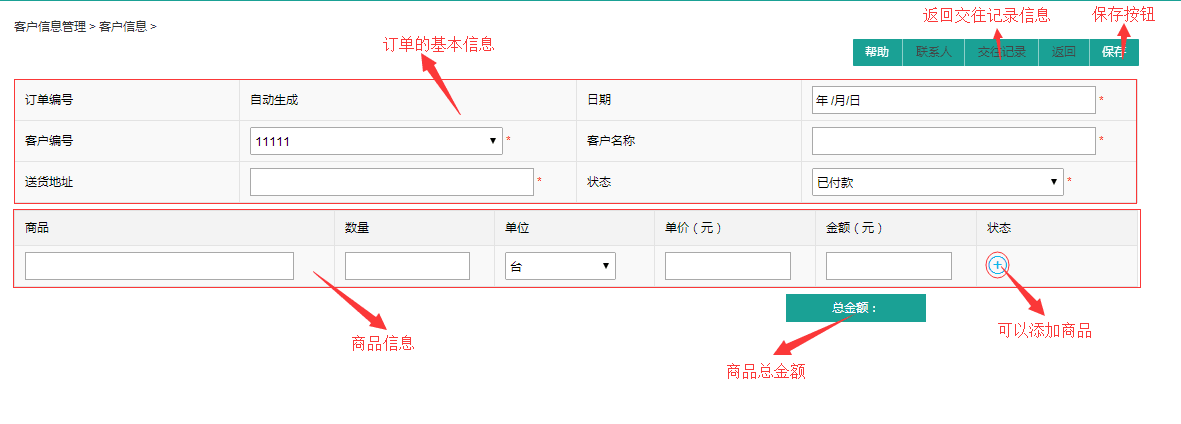 返回交往记录信息
保存按钮
客户信息管理 > 客户信息 >
订单的基本信息
帮助 联系人 交往记录 返回 保存
订单编号 自动生成 日期 年 /月/日 *
客户编号 11111 * 客户名称 *
送货地址 * 状态 已付款 *
商品 数量 单位 单价（元） 金额（元） 状态
台
总金额：
可以添加商品
商品信息
商品总金额